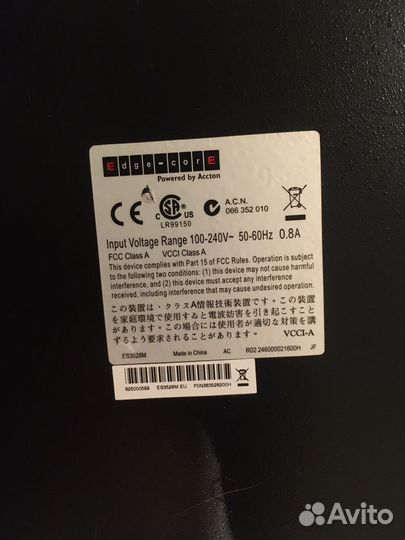 Edge-corE
Powered by Accton
CE
CSA
LR99150
N
A.C.N.
066 352 010
Input Voltage Range 100-240V~ 50-60Hz 0.8A
FCC Class A VCCI Class A
This device complies with Part 15 of FCC Rules. Operation is subject
to the following two conditions: (1) this device may not cause harmful
interference, and (2) this device must accept any interference received,
including interference that may cause undesired operation.
この装置は、クラスA情報技術装置です。この装置
を家庭環境で使用すると電波妨害を引き起こすこと
があります。この場合には使用者が適切な対策を講
ずるよう要求されることがあります。 VCCI-A
ES3528M Made in China AC R02 246000021600H JF
825000599 ES3528M EU F0N383528200H
Avito